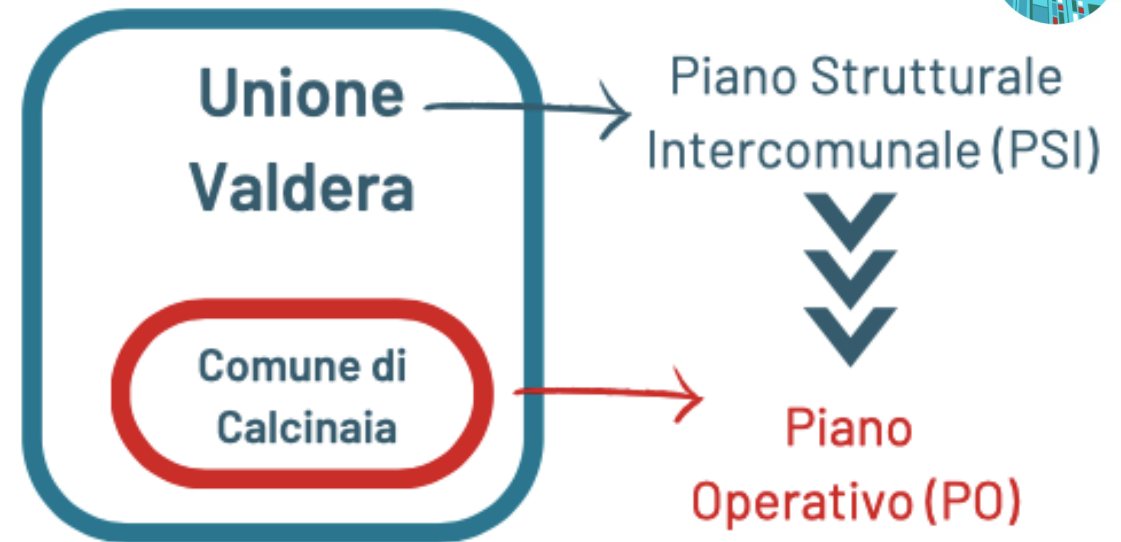 Unione
Valdera
Piano Strutturale
Intercomunale (PSI)
Comune di
Calcinaia
Piano
Operativo (PO)